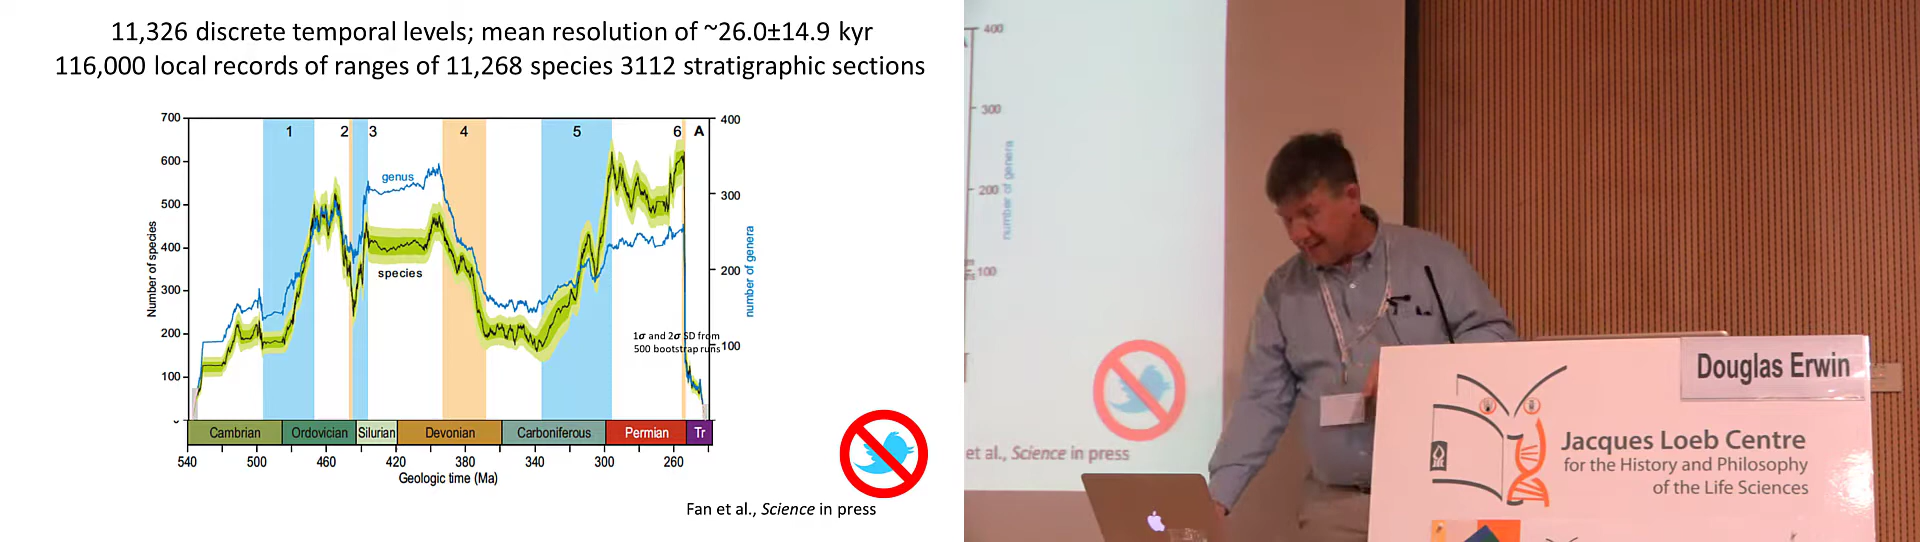 11,326 discrete temporal levels; mean resolution of ~26.0±14.9 kyr
116,000 local records of ranges of 11,268 species 3112 stratigraphic sections
700
600
500
400
300
200
100
Number of species
1
2
3
4
5
6
A
genus
species
1σ and 2σ SD from
500 bootstrap runs
400
300
200
100
number of genera
Cambrian
Ordovician
Silurian
Devonian
Carboniferous
Permian
Tr
540
500
460
420
380
340
300
260
Geologic time (Ma)
Fan et al., Science in press
400
300
200
100
number of genera
et al., Science in press
Douglas Erwin
Jacques Loeb Centre
for the History and Philosophy
of the Life Sciences